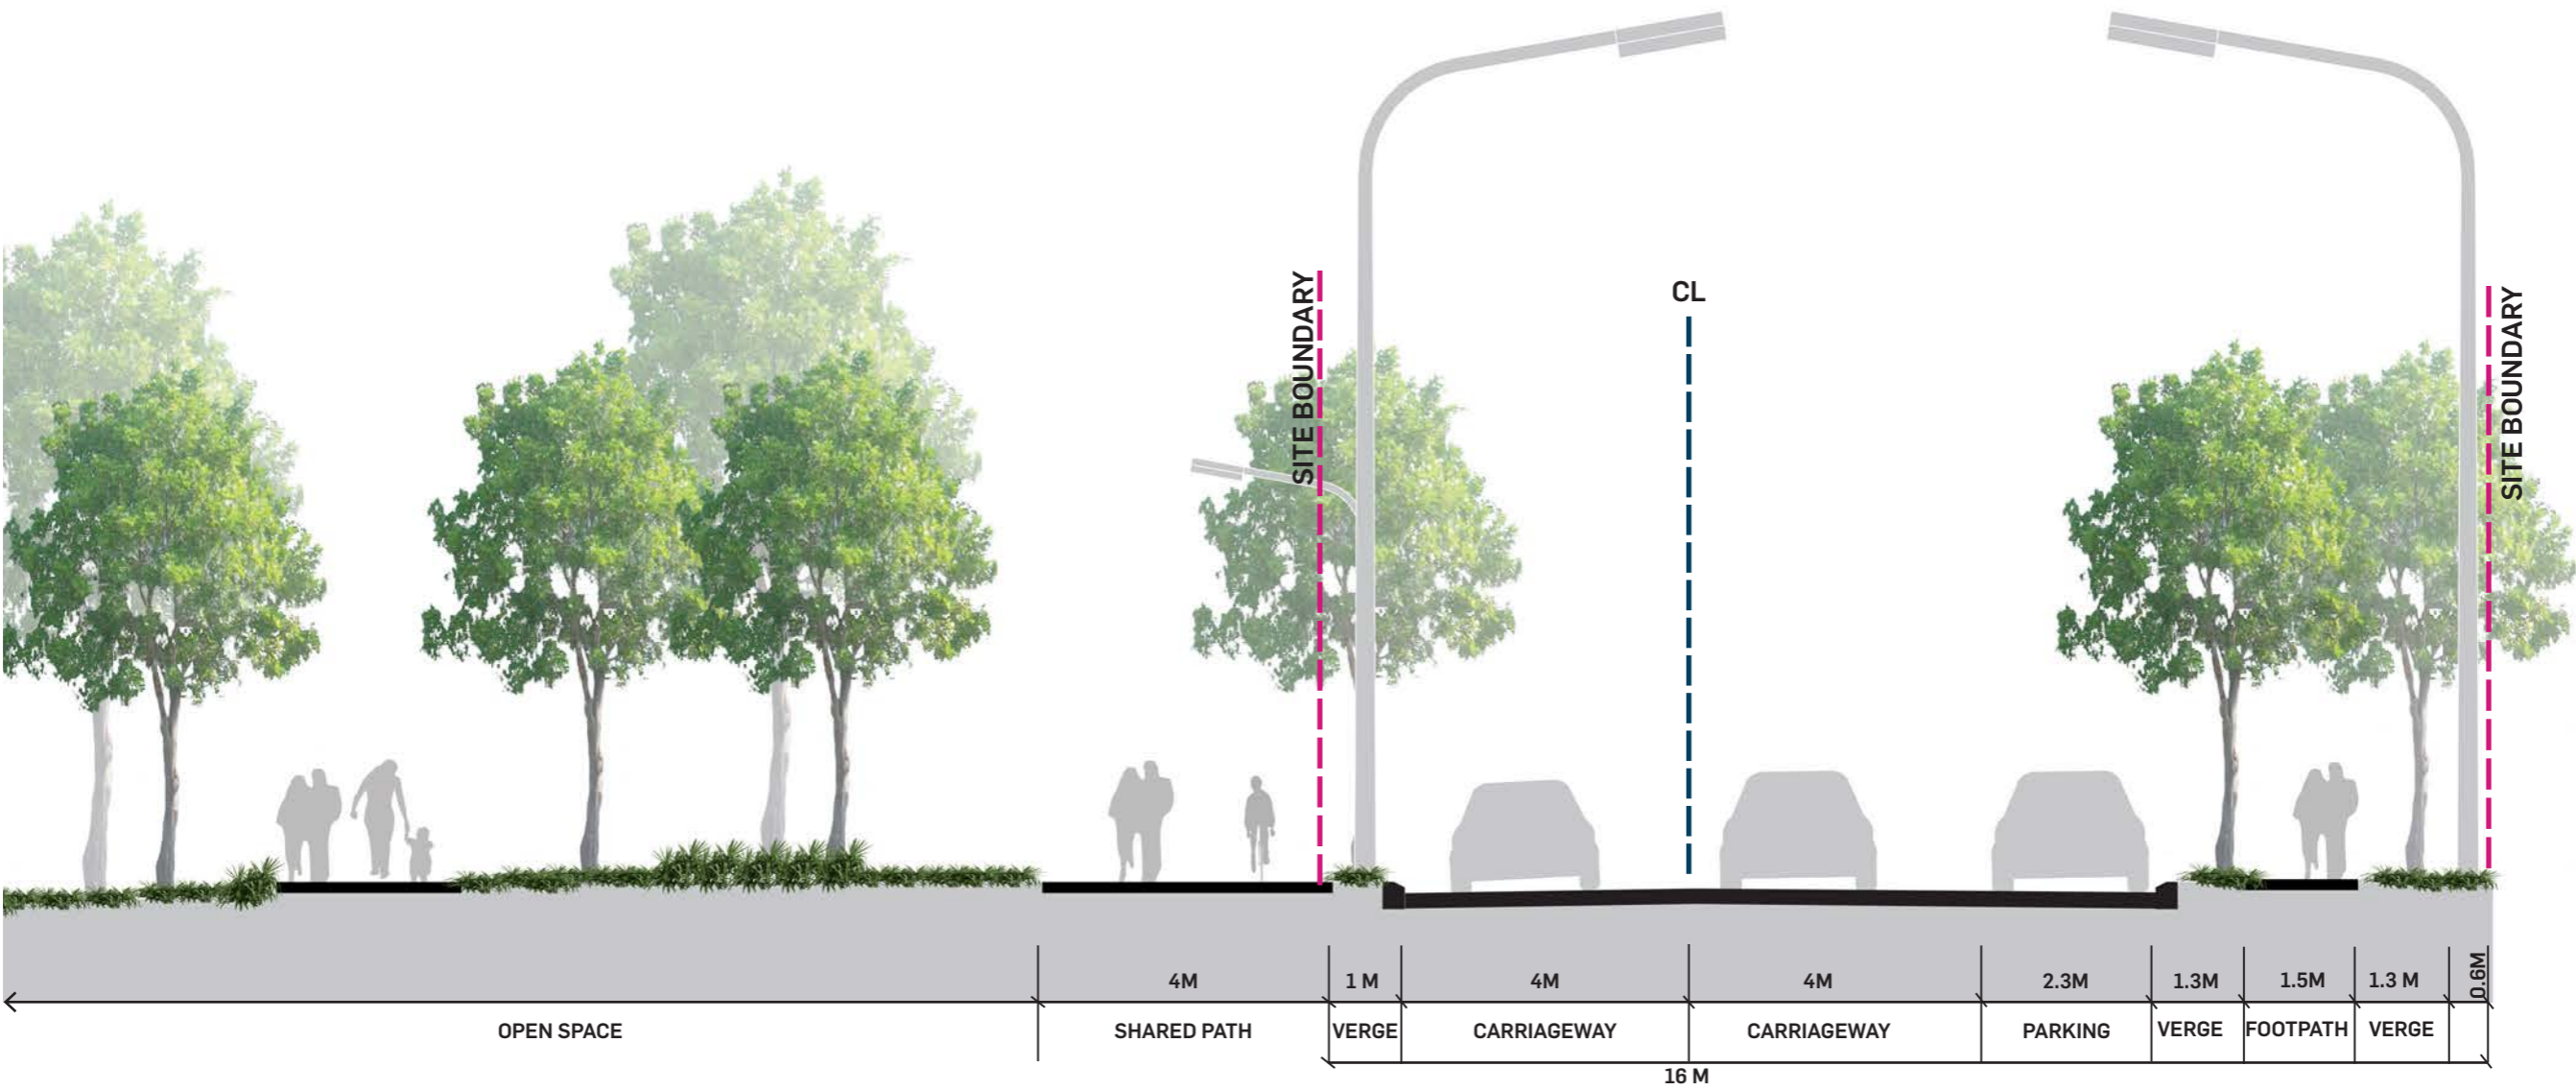 SITE BOUNDARY
CL
SITE BOUNDARY
4M
1 M
4M
4M
2.3M
1.3M
1.5M
1.3 M
0.6M
OPEN SPACE
SHARED PATH
VERGE
CARRIAGEWAY
CARRIAGEWAY
PARKING
VERGE
FOOTPATH
VERGE
16 M